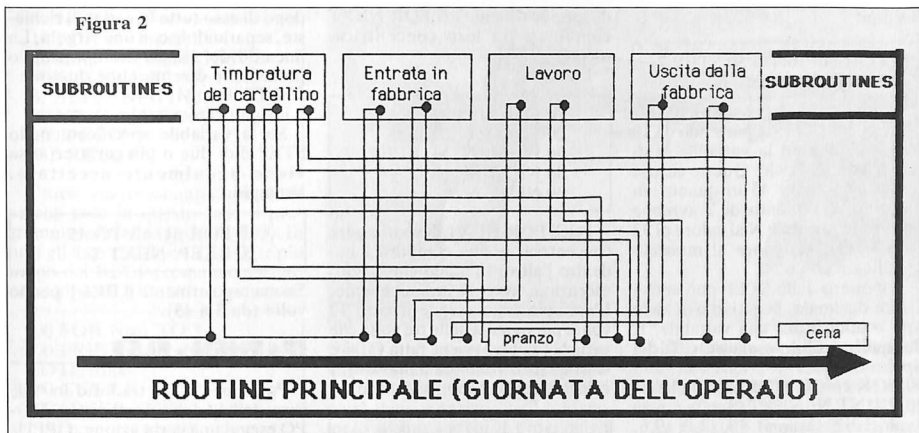 Figura 2
SUBROUTINES
Timbratura
del cartellino
Entrata in
fabbrica
Lavoro
Uscita dalla
fabbrica
SUBROUTINES
pranzo
cena
ROUTINE PRINCIPALE (GIORNATA DELL'OPERAIO)